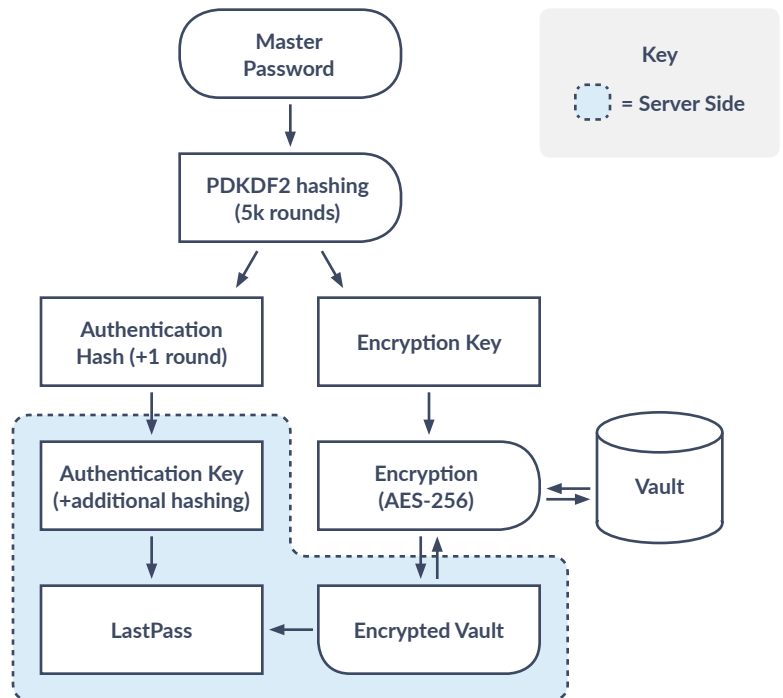 Master
Password
Key
= Server Side
PDKDF2 hashing
(5k rounds)
Authentication
Hash (+1 round)
Encryption Key
Authentication Key
(+additional hashing)
Encryption
(AES-256)
Vault
LastPass
Encrypted Vault